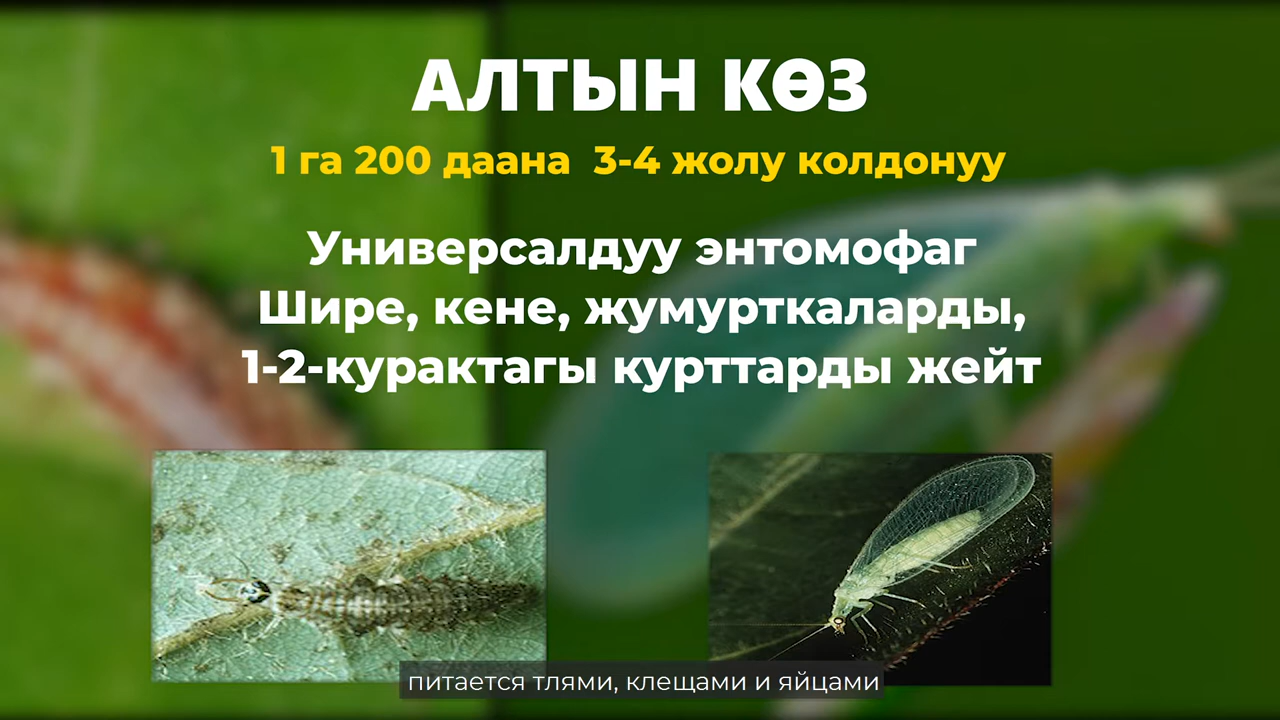 АЛТЫН КӨЗ
1 га 200 даана 3-4 жолу колдонуу
Универсалдуу энтомофаг
Шире, кене, жумурткаларды,
1-2-курактагы курттарды жейт
питается тлями, клещами и яйцами